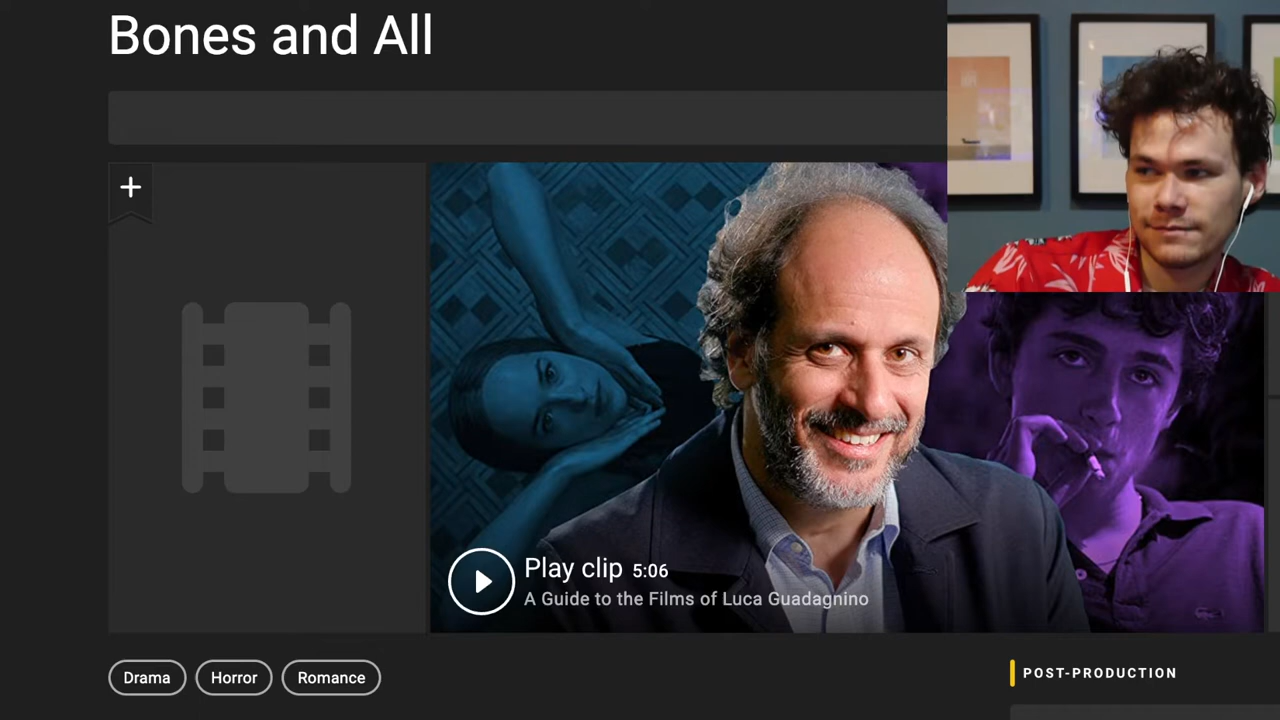 Bones and All
Play clip 5:06
A Guide to the Films of Luca Guadagnino
Drama
Horror
Romance
POST-PRODUCTION